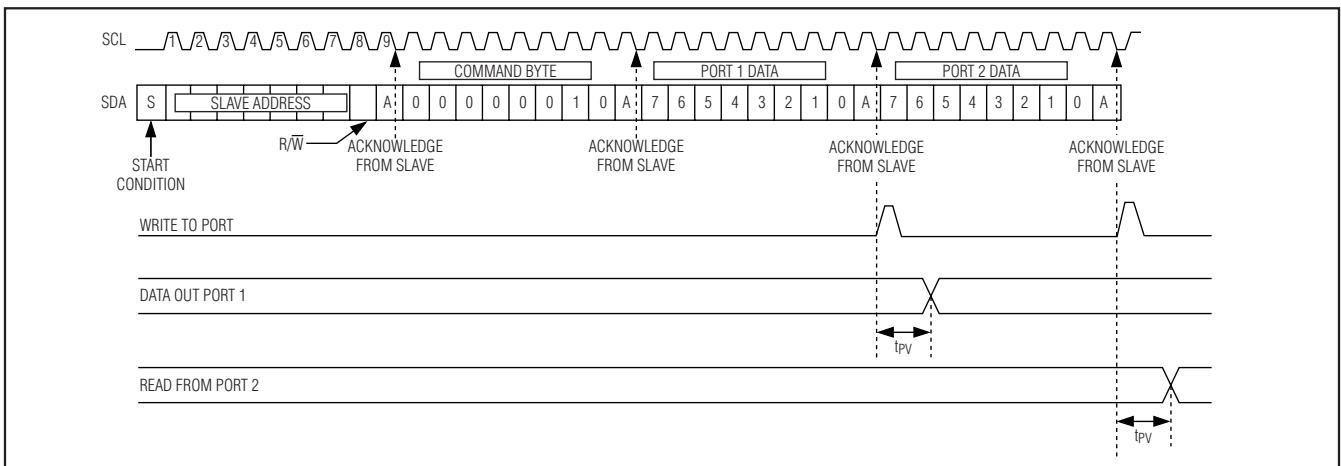 SCL 1 2 3 4 5 6 7 8 9
COMMAND BYTE PORT 1 DATA PORT 2 DATA
SDA S SLAVE ADDRESS A 0 0 0 0 0 0 1 0 A 7 6 5 4 3 2 1 0 A 7 6 5 4 3 2 1 0 A
R/W̅ ACKNOWLEDGE ACKNOWLEDGE ACKNOWLEDGE ACKNOWLEDGE
FROM SLAVE FROM SLAVE FROM SLAVE FROM SLAVE
START
CONDITION
WRITE TO PORT
DATA OUT PORT 1
tPV
READ FROM PORT 2
tPV